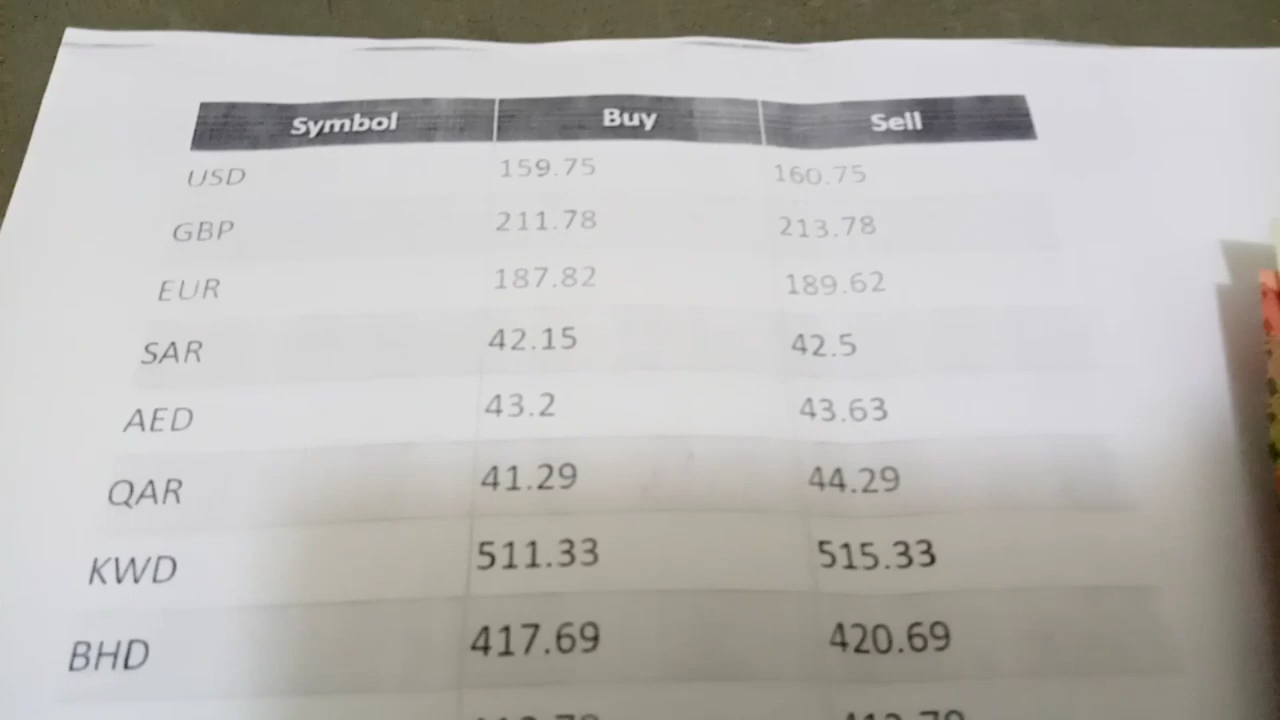 Symbol Buy Sell
USD 159.75 160.75
GBP 211.78 213.78
EUR 187.82 189.62
SAR 42.15 42.5
AED 43.2 43.63
QAR 41.29 44.29
KWD 511.33 515.33
BHD 417.69 420.69